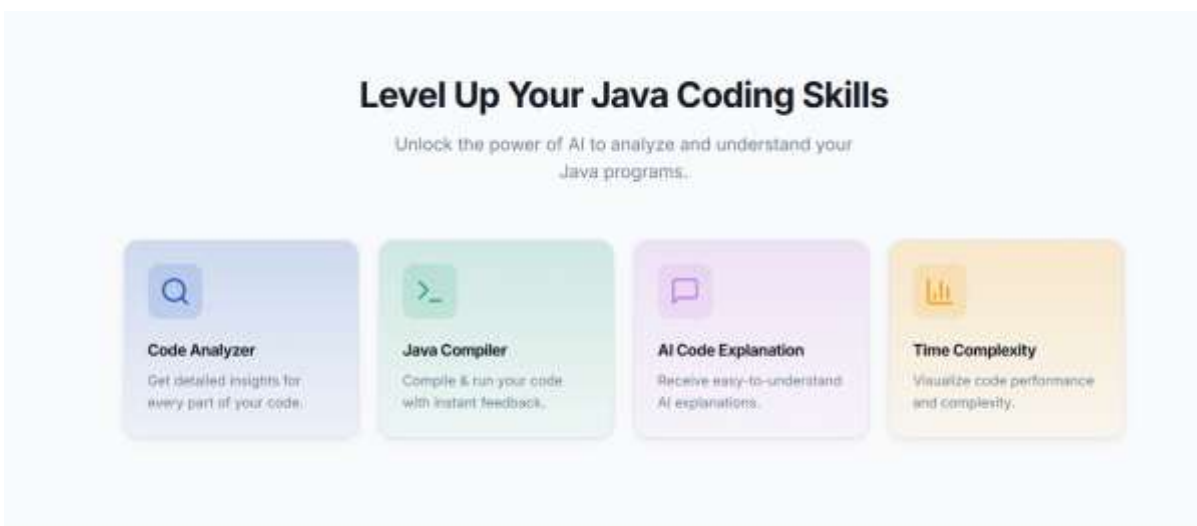 Level Up Your Java Coding Skills
Unlock the power of AI to analyze and understand your
Java programs.
Code Analyzer
Get detailed insights for
every part of your code.
Java Compiler
Compile & run your code
with instant feedback.
AI Code Explanation
Receive easy-to-understand
AI explanations.
Time Complexity
Visualize code performance
and complexity.